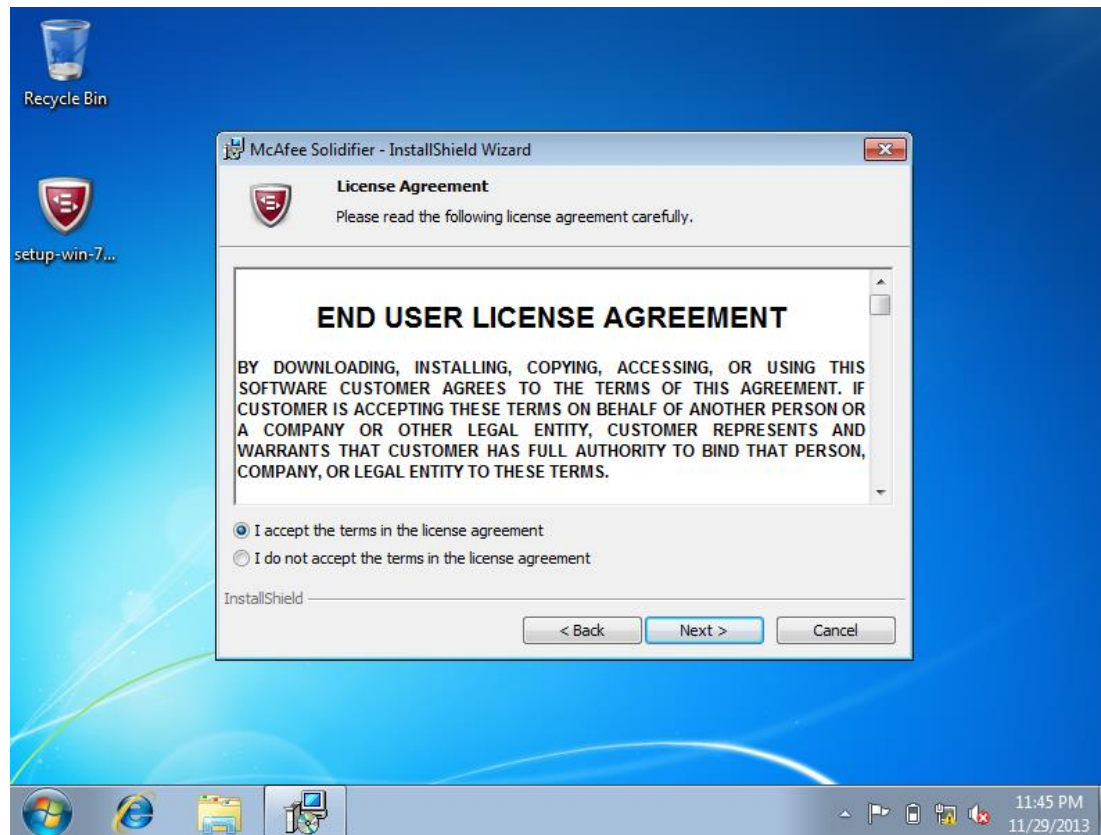 Recycle Bin
setup-win-7...
McAfee Solidifier - InstallShield Wizard
License Agreement
Please read the following license agreement carefully.
END USER LICENSE AGREEMENT
BY DOWNLOADING, INSTALLING, COPYING, ACCESSING, OR USING THIS
SOFTWARE CUSTOMER AGREES TO THE TERMS OF THIS AGREEMENT. IF
CUSTOMER IS ACCEPTING THESE TERMS ON BEHALF OF ANOTHER PERSON OR
A COMPANY OR OTHER LEGAL ENTITY, CUSTOMER REPRESENTS AND
WARRANTS THAT CUSTOMER HAS FULL AUTHORITY TO BIND THAT PERSON,
COMPANY, OR LEGAL ENTITY TO THESE TERMS.
I accept the terms in the license agreement
I do not accept the terms in the license agreement
InstallShield
< Back Next > Cancel
11:45 PM
11/29/2013